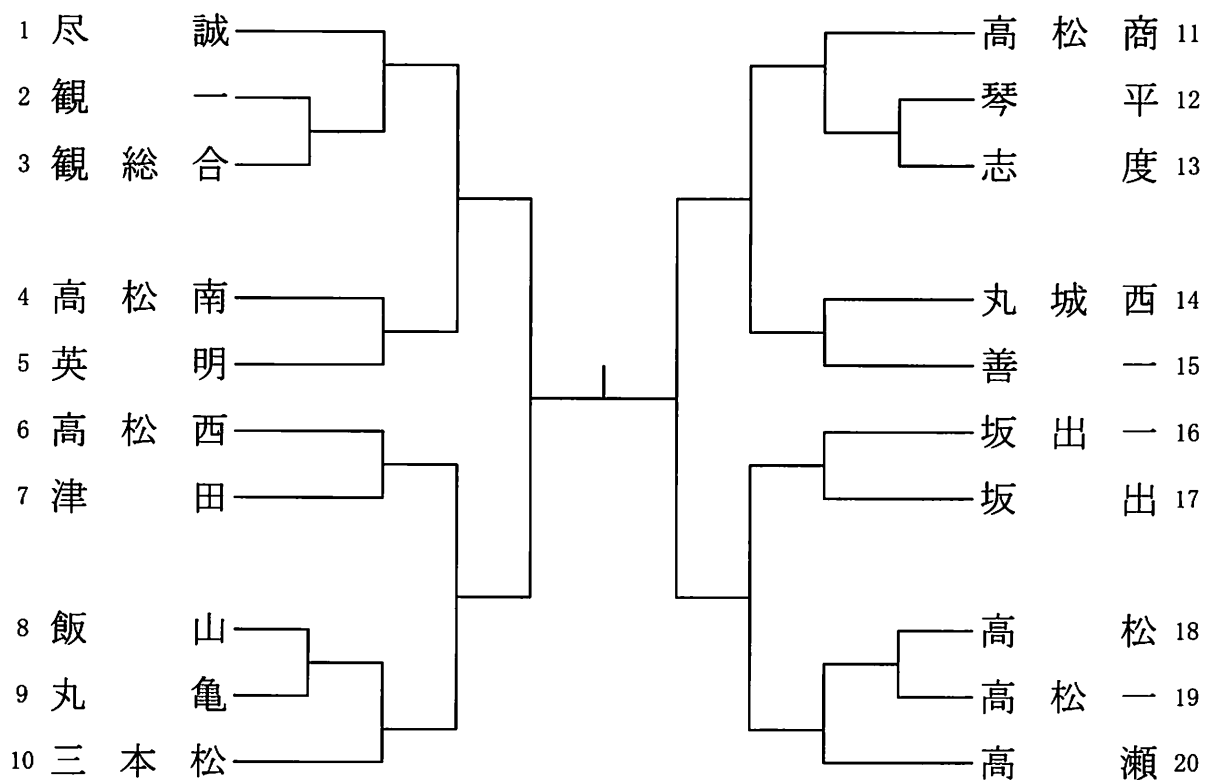 1 尽誠
2 観一
3 観総合
4 高松南
5 英明
6 高松西
7 津田
8 飯山
9 丸亀
10 三本松
高松商 11
琴平 12
志度 13
丸城西 14
善一 15
坂出一 16
坂出 17
高松 18
高松一 19
高瀬 20